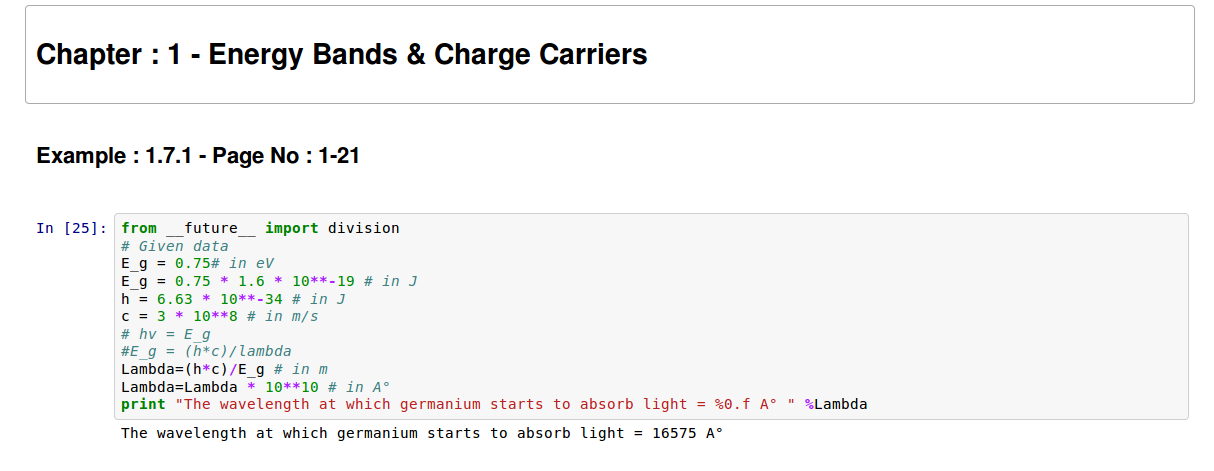 Chapter : 1 - Energy Bands & Charge Carriers
Example : 1.7.1 - Page No : 1-21
In [25]: from __future__ import division
# Given data
E_g = 0.75# in eV
E_g = 0.75 * 1.6 * 10**-19 # in J
h = 6.63 * 10**-34 # in J
c = 3 * 10**8 # in m/s
# hv = E_g
#E_g = (h*c)/lambda
Lambda=(h*c)/E_g # in m
Lambda=Lambda * 10**10 # in A°
print "The wavelength at which germanium starts to absorb light = %0.f A° " %Lambda
The wavelength at which germanium starts to absorb light = 16575 A°